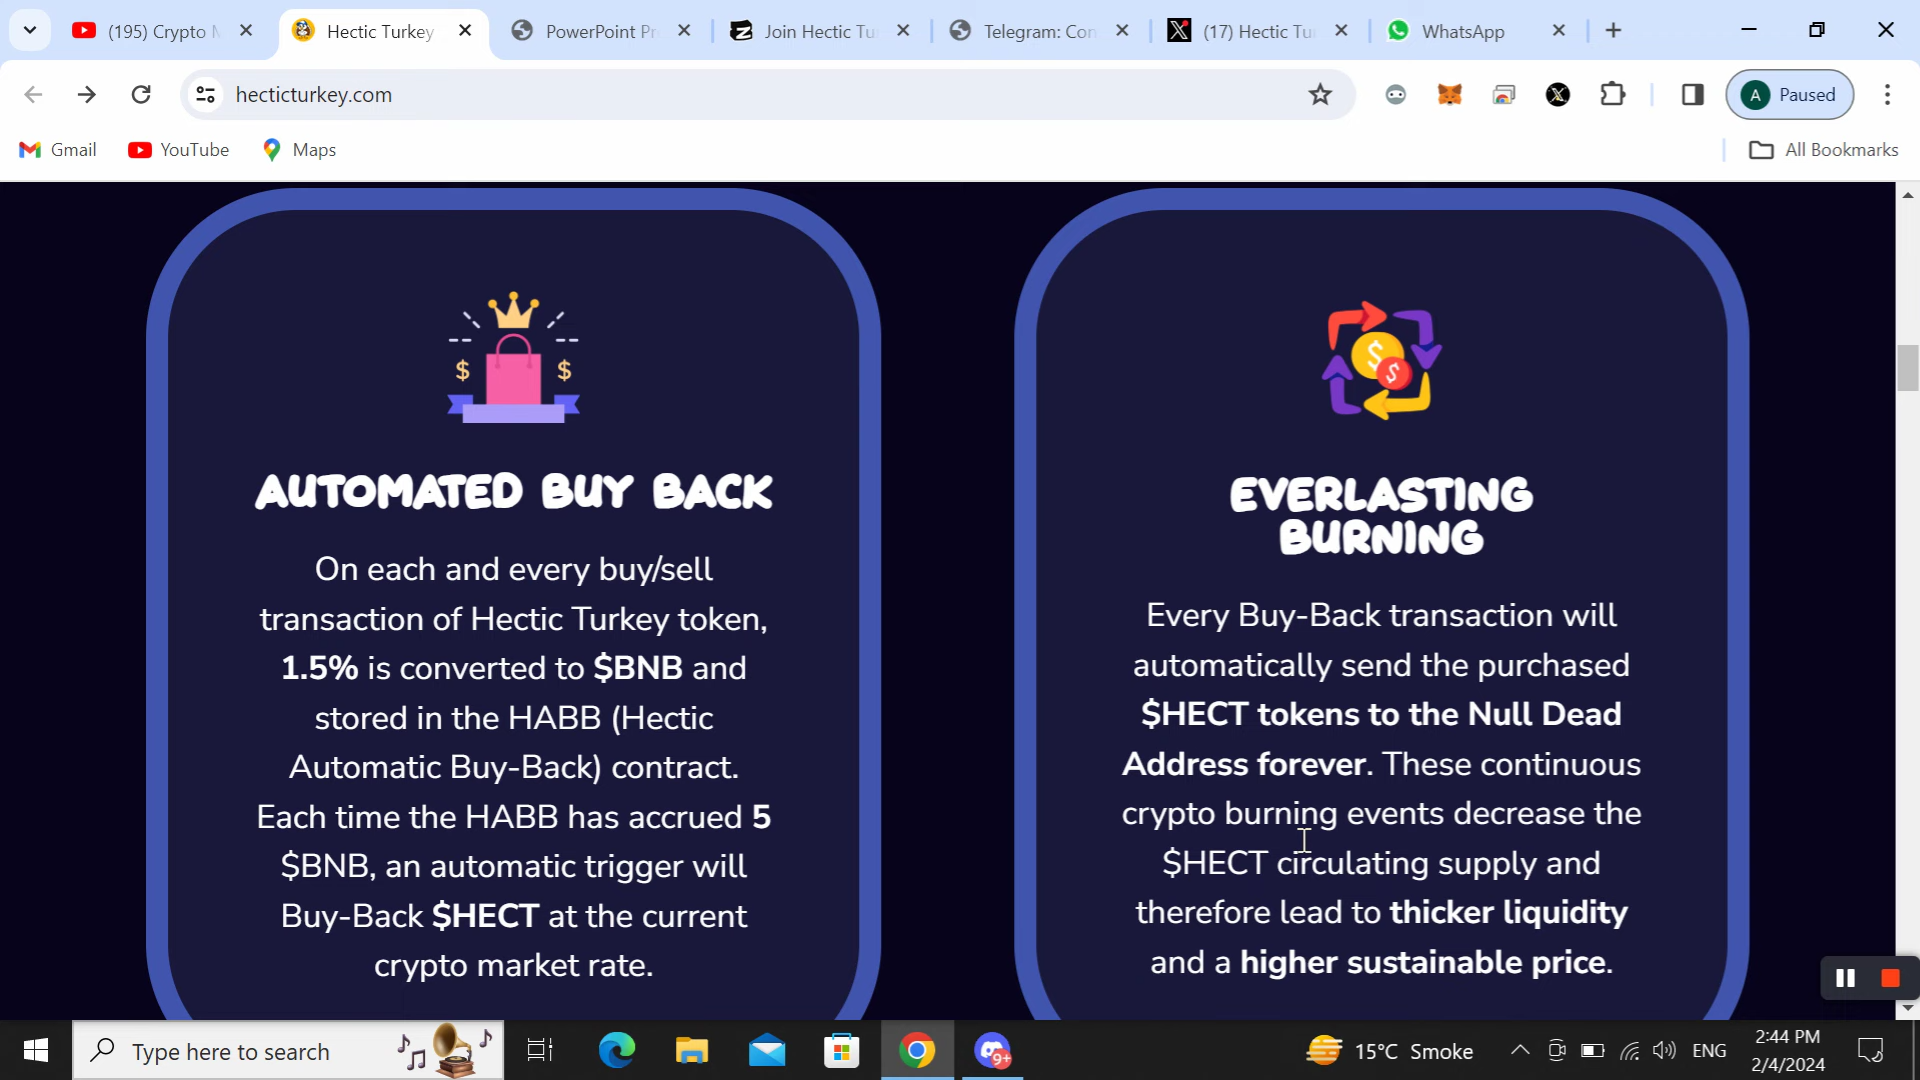 (195) Crypto M
Hectic Turkey
PowerPoint Pr
Join Hectic Tu
Telegram: Con
(17) Hectic Tu
WhatsApp
hecticturkey.com
A Paused
Gmail
YouTube
Maps
All Bookmarks
AUTOMATED BUY BACK
On each and every buy/sell
transaction of Hectic Turkey token,
1.5% is converted to $BNB and
stored in the HABB (Hectic
Automatic Buy-Back) contract.
Each time the HABB has accrued 5
$BNB, an automatic trigger will
Buy-Back $HECT at the current
crypto market rate.
EVERLASTING
BURNING
Every Buy-Back transaction will
automatically send the purchased
$HECT tokens to the Null Dead
Address forever. These continuous
crypto burning events decrease the
$HECT circulating supply and
therefore lead to thicker liquidity
and a higher sustainable price.
Type here to search
9+
15°C Smoke
ENG
2:44 PM
2/4/2024